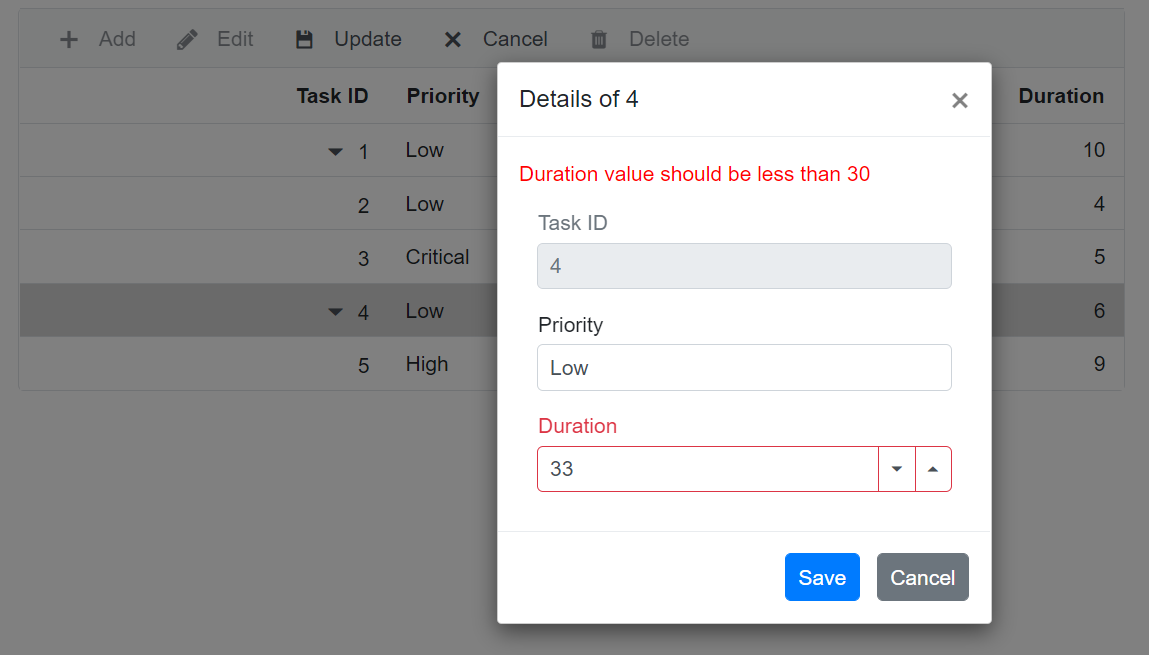 Add Edit Update Cancel Delete
Task ID Priority Duration
1 Low 10
2 Low 4
3 Critical 5
4 Low 6
5 High 9
Details of 4
Duration value should be less than 30
Task ID
4
Priority
Low
Duration
33
Save Cancel